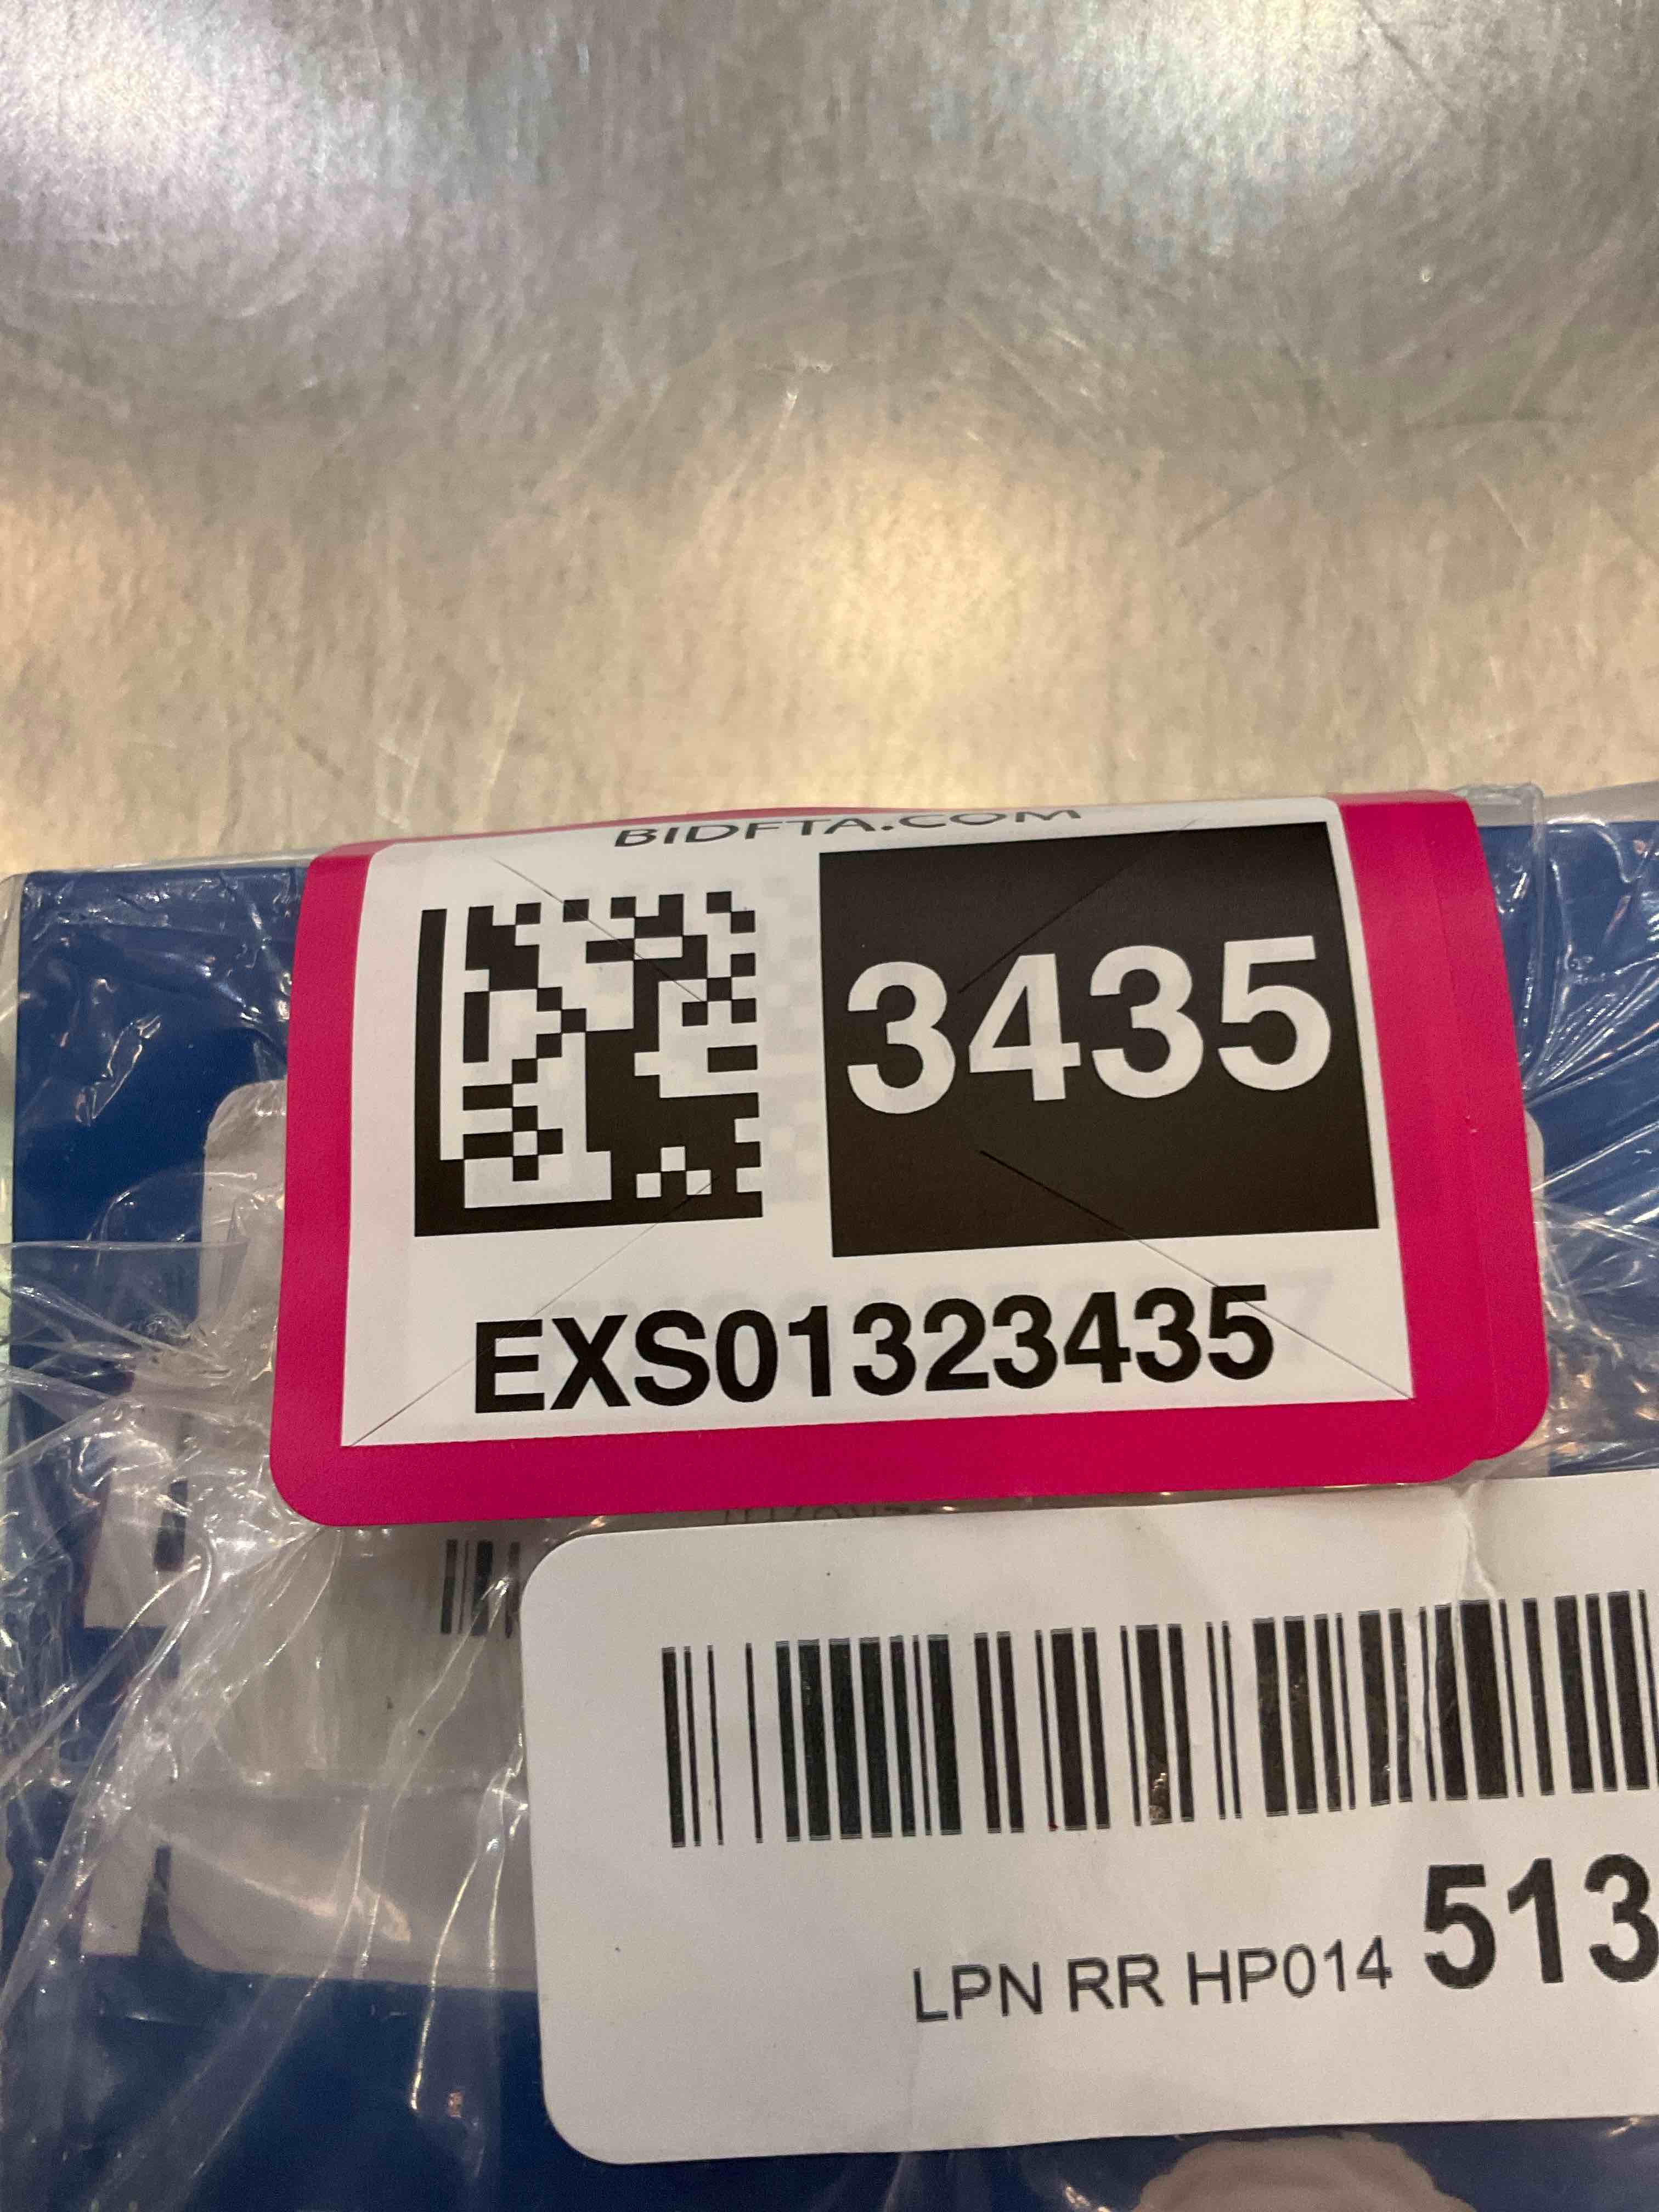 BIDFTA.COM
3435
EXS01323435
LPN RR HP014 513